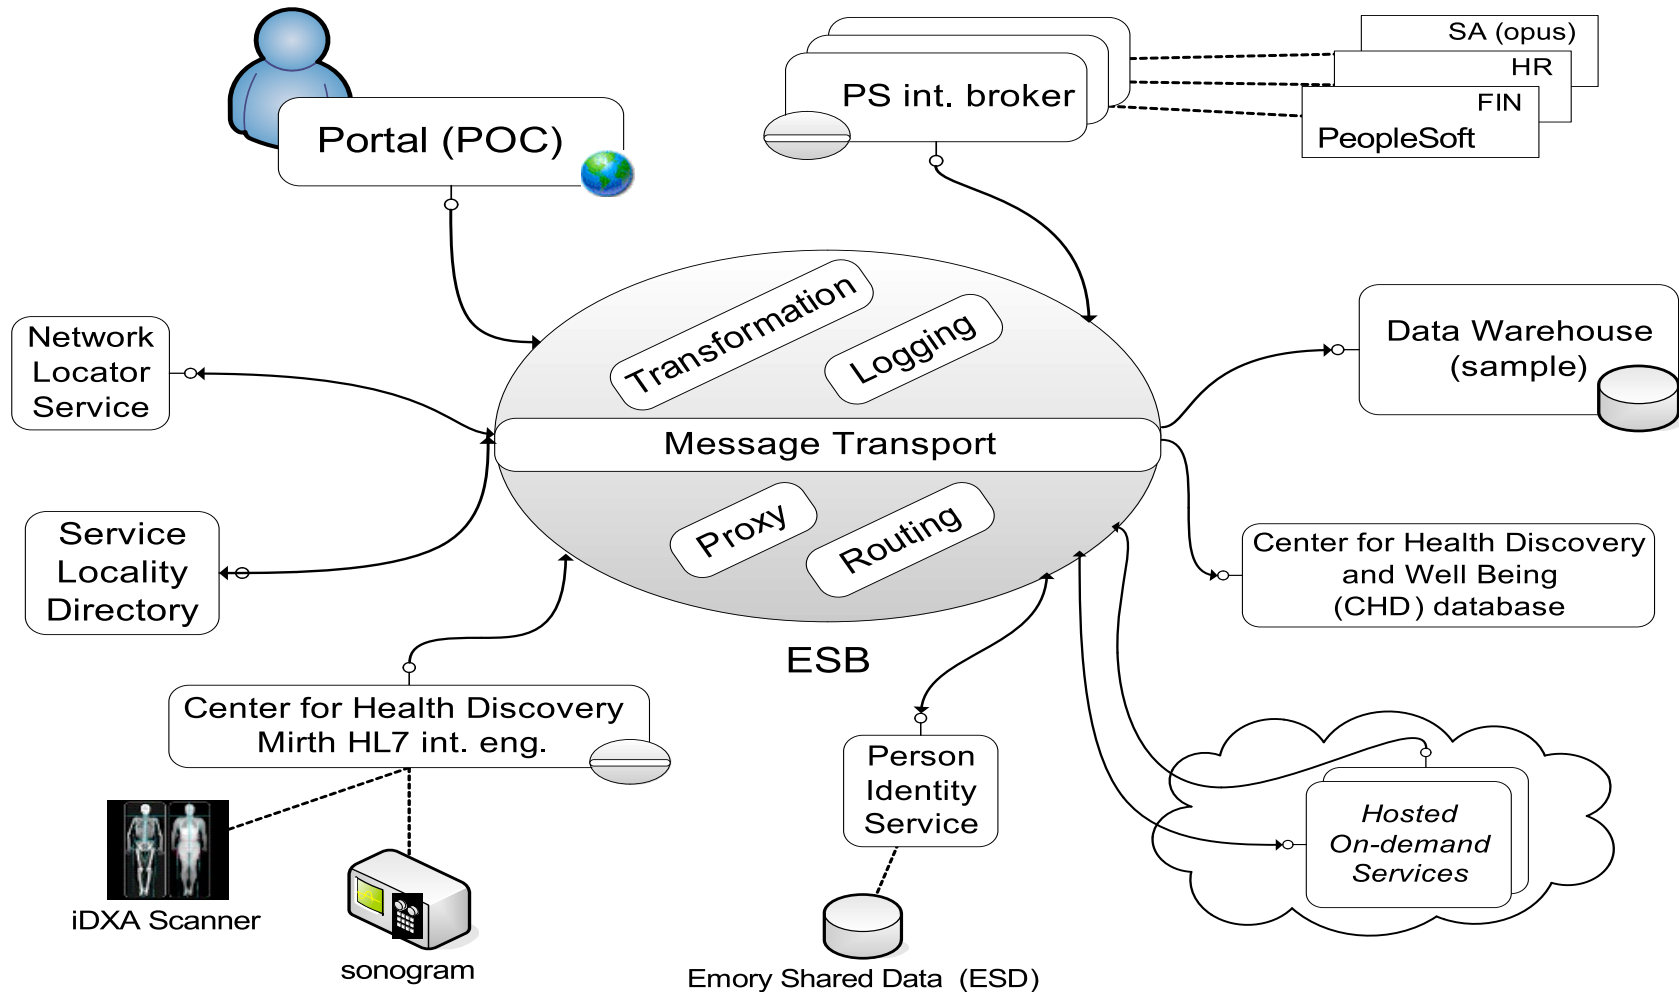 SA (opus)
HR
FIN
PeopleSoft
PS int. broker
Portal (POC)
Transformation
Logging
Network
Locator
Service
Data Warehouse
(sample)
Message Transport
Proxy
Routing
Service
Locality
Directory
Center for Health Discovery
and Well Being
(CHD) database
ESB
Center for Health Discovery
Mirth HL7 int. eng.
Person
Identity
Service
Hosted
On-demand
Services
iDXA Scanner
sonogram
Emory Shared Data (ESD)